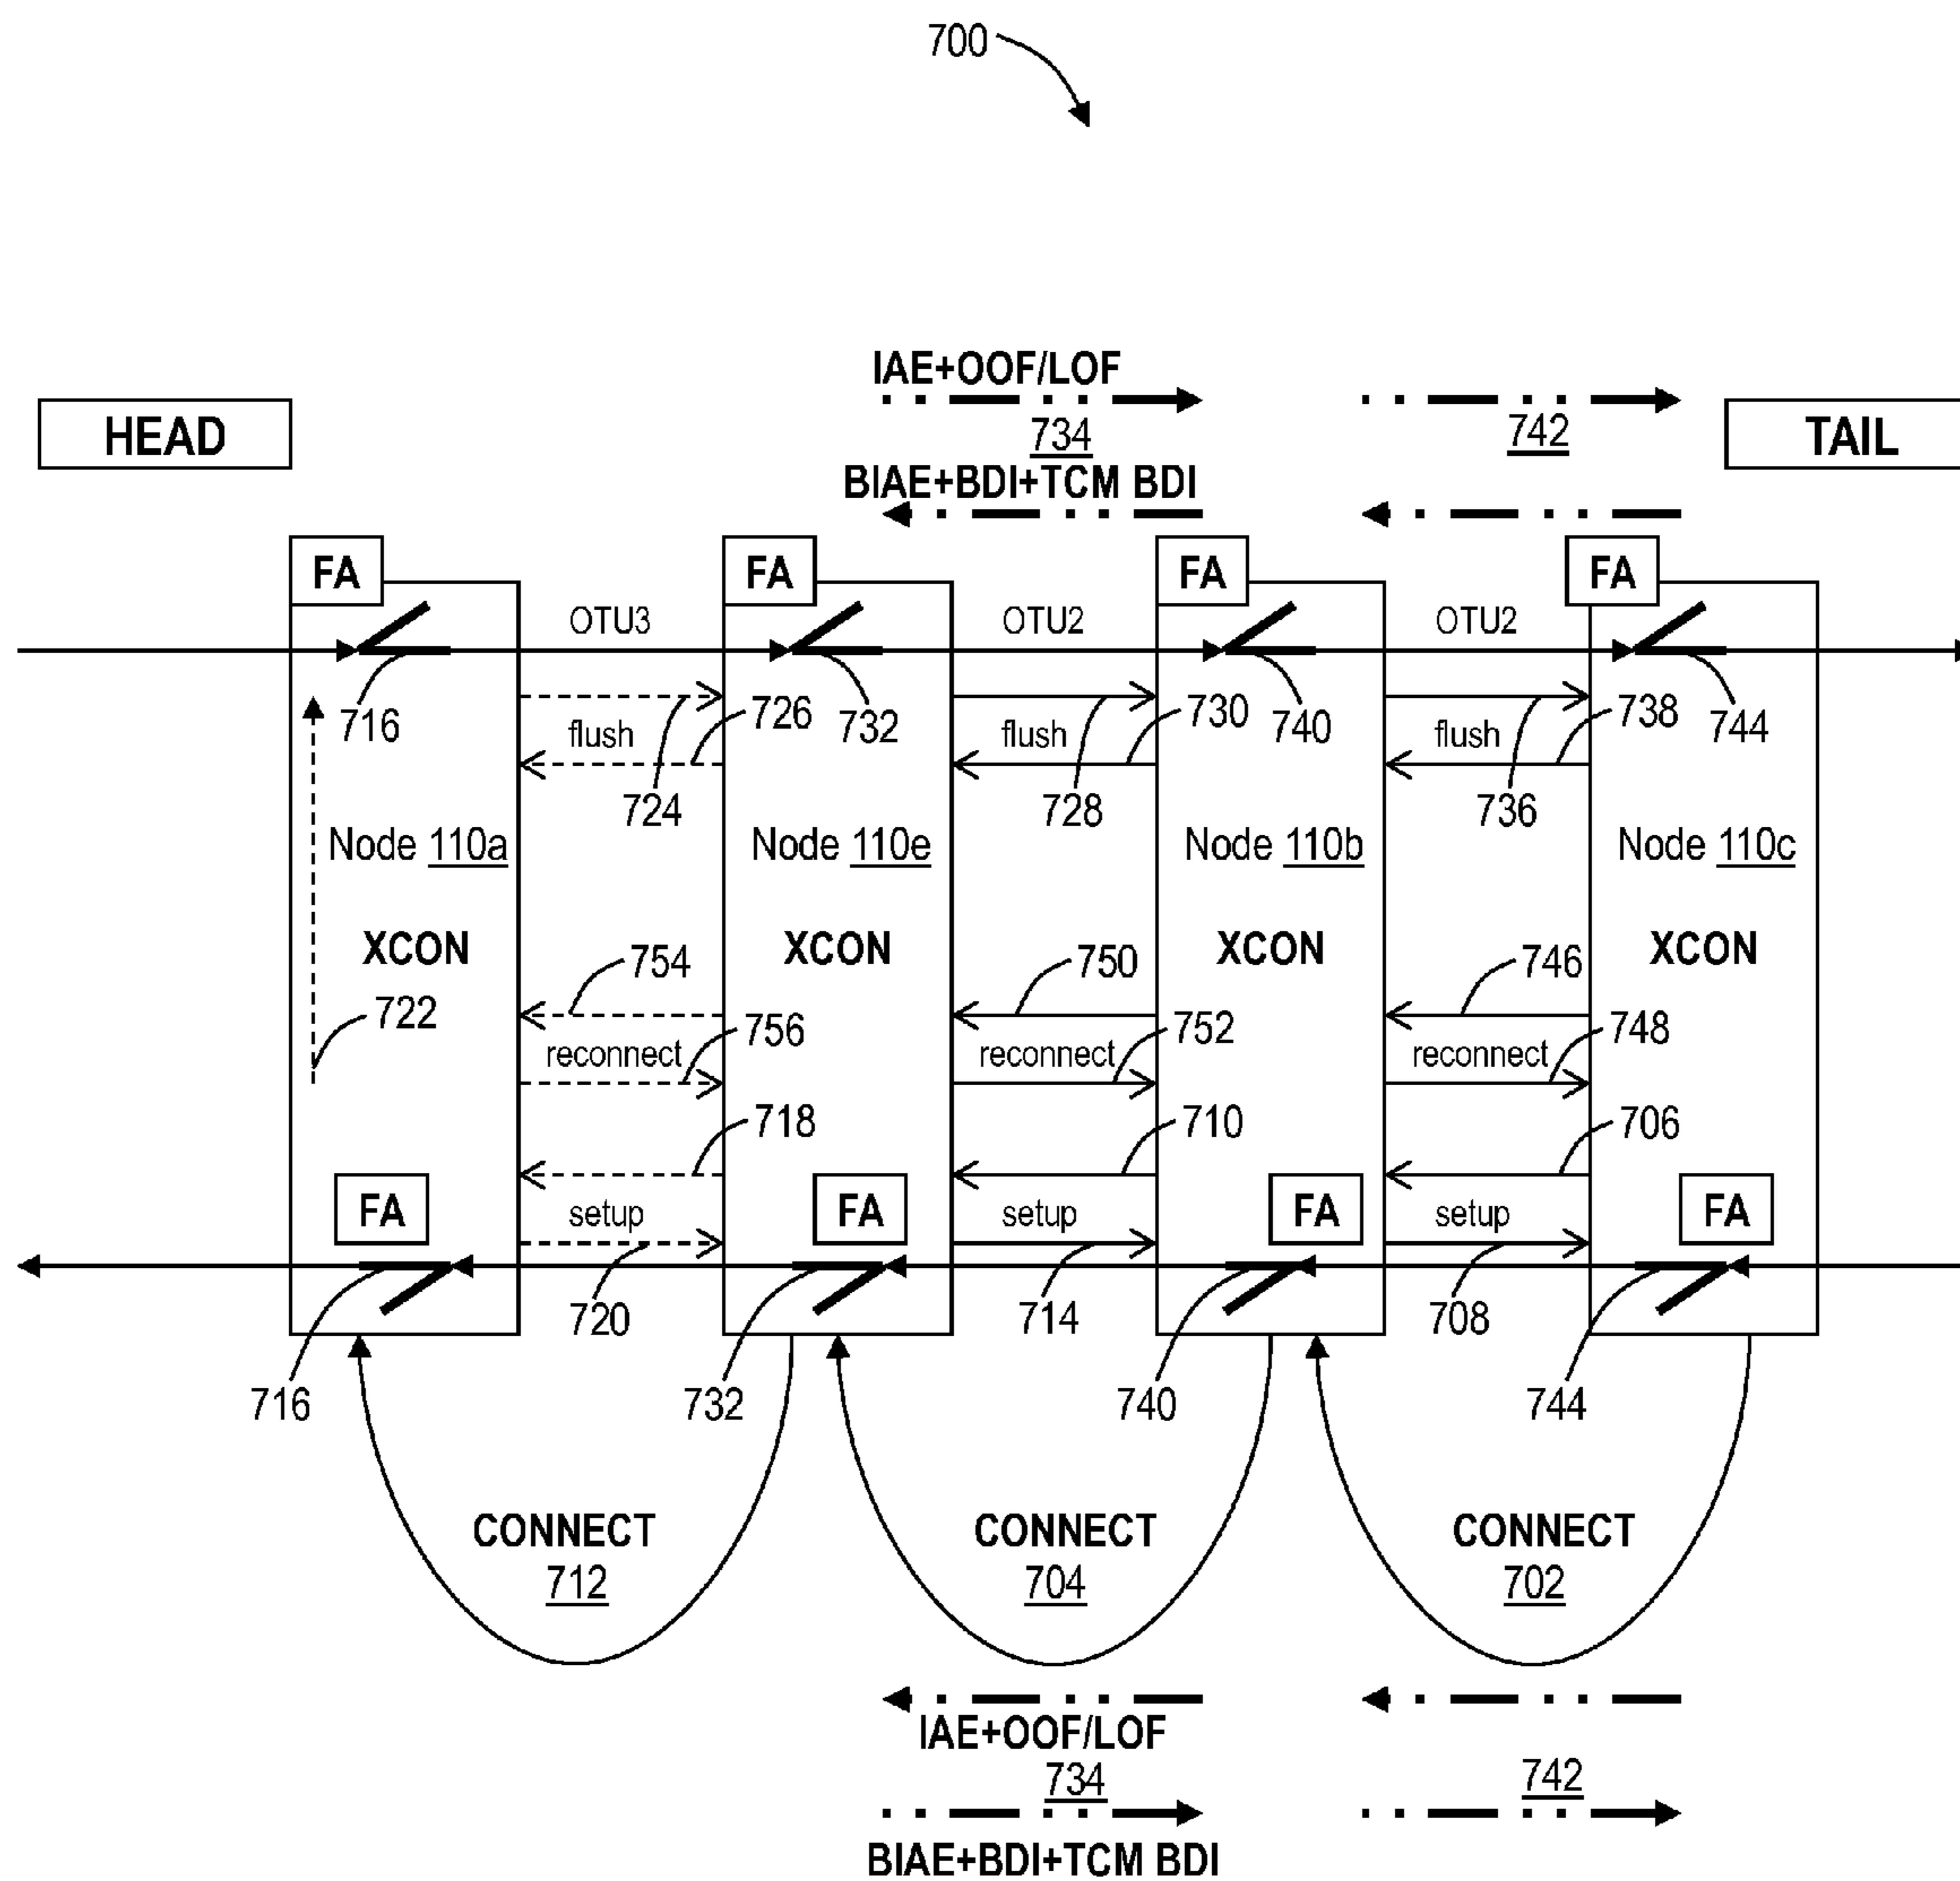 700
IAE+OOF/LOF
HEAD
734
742
TAIL
BIAE+BDI+TCM BDI
FA
FA
FA
FA
OTU3
OTU2
OTU2
716
flush
726
732
flush
730
740
flush
738
744
724
728
736
Node 110a
Node 110e
Node 110b
Node 110c
XCON
XCON
XCON
XCON
754
750
746
722
reconnect
756
reconnect
752
reconnect
748
718
710
706
FA
setup
FA
setup
FA
setup
FA
720
714
708
716
732
740
744
CONNECT
712
CONNECT
704
CONNECT
702
IAE+OOF/LOF
734
742
BIAE+BDI+TCM BDI